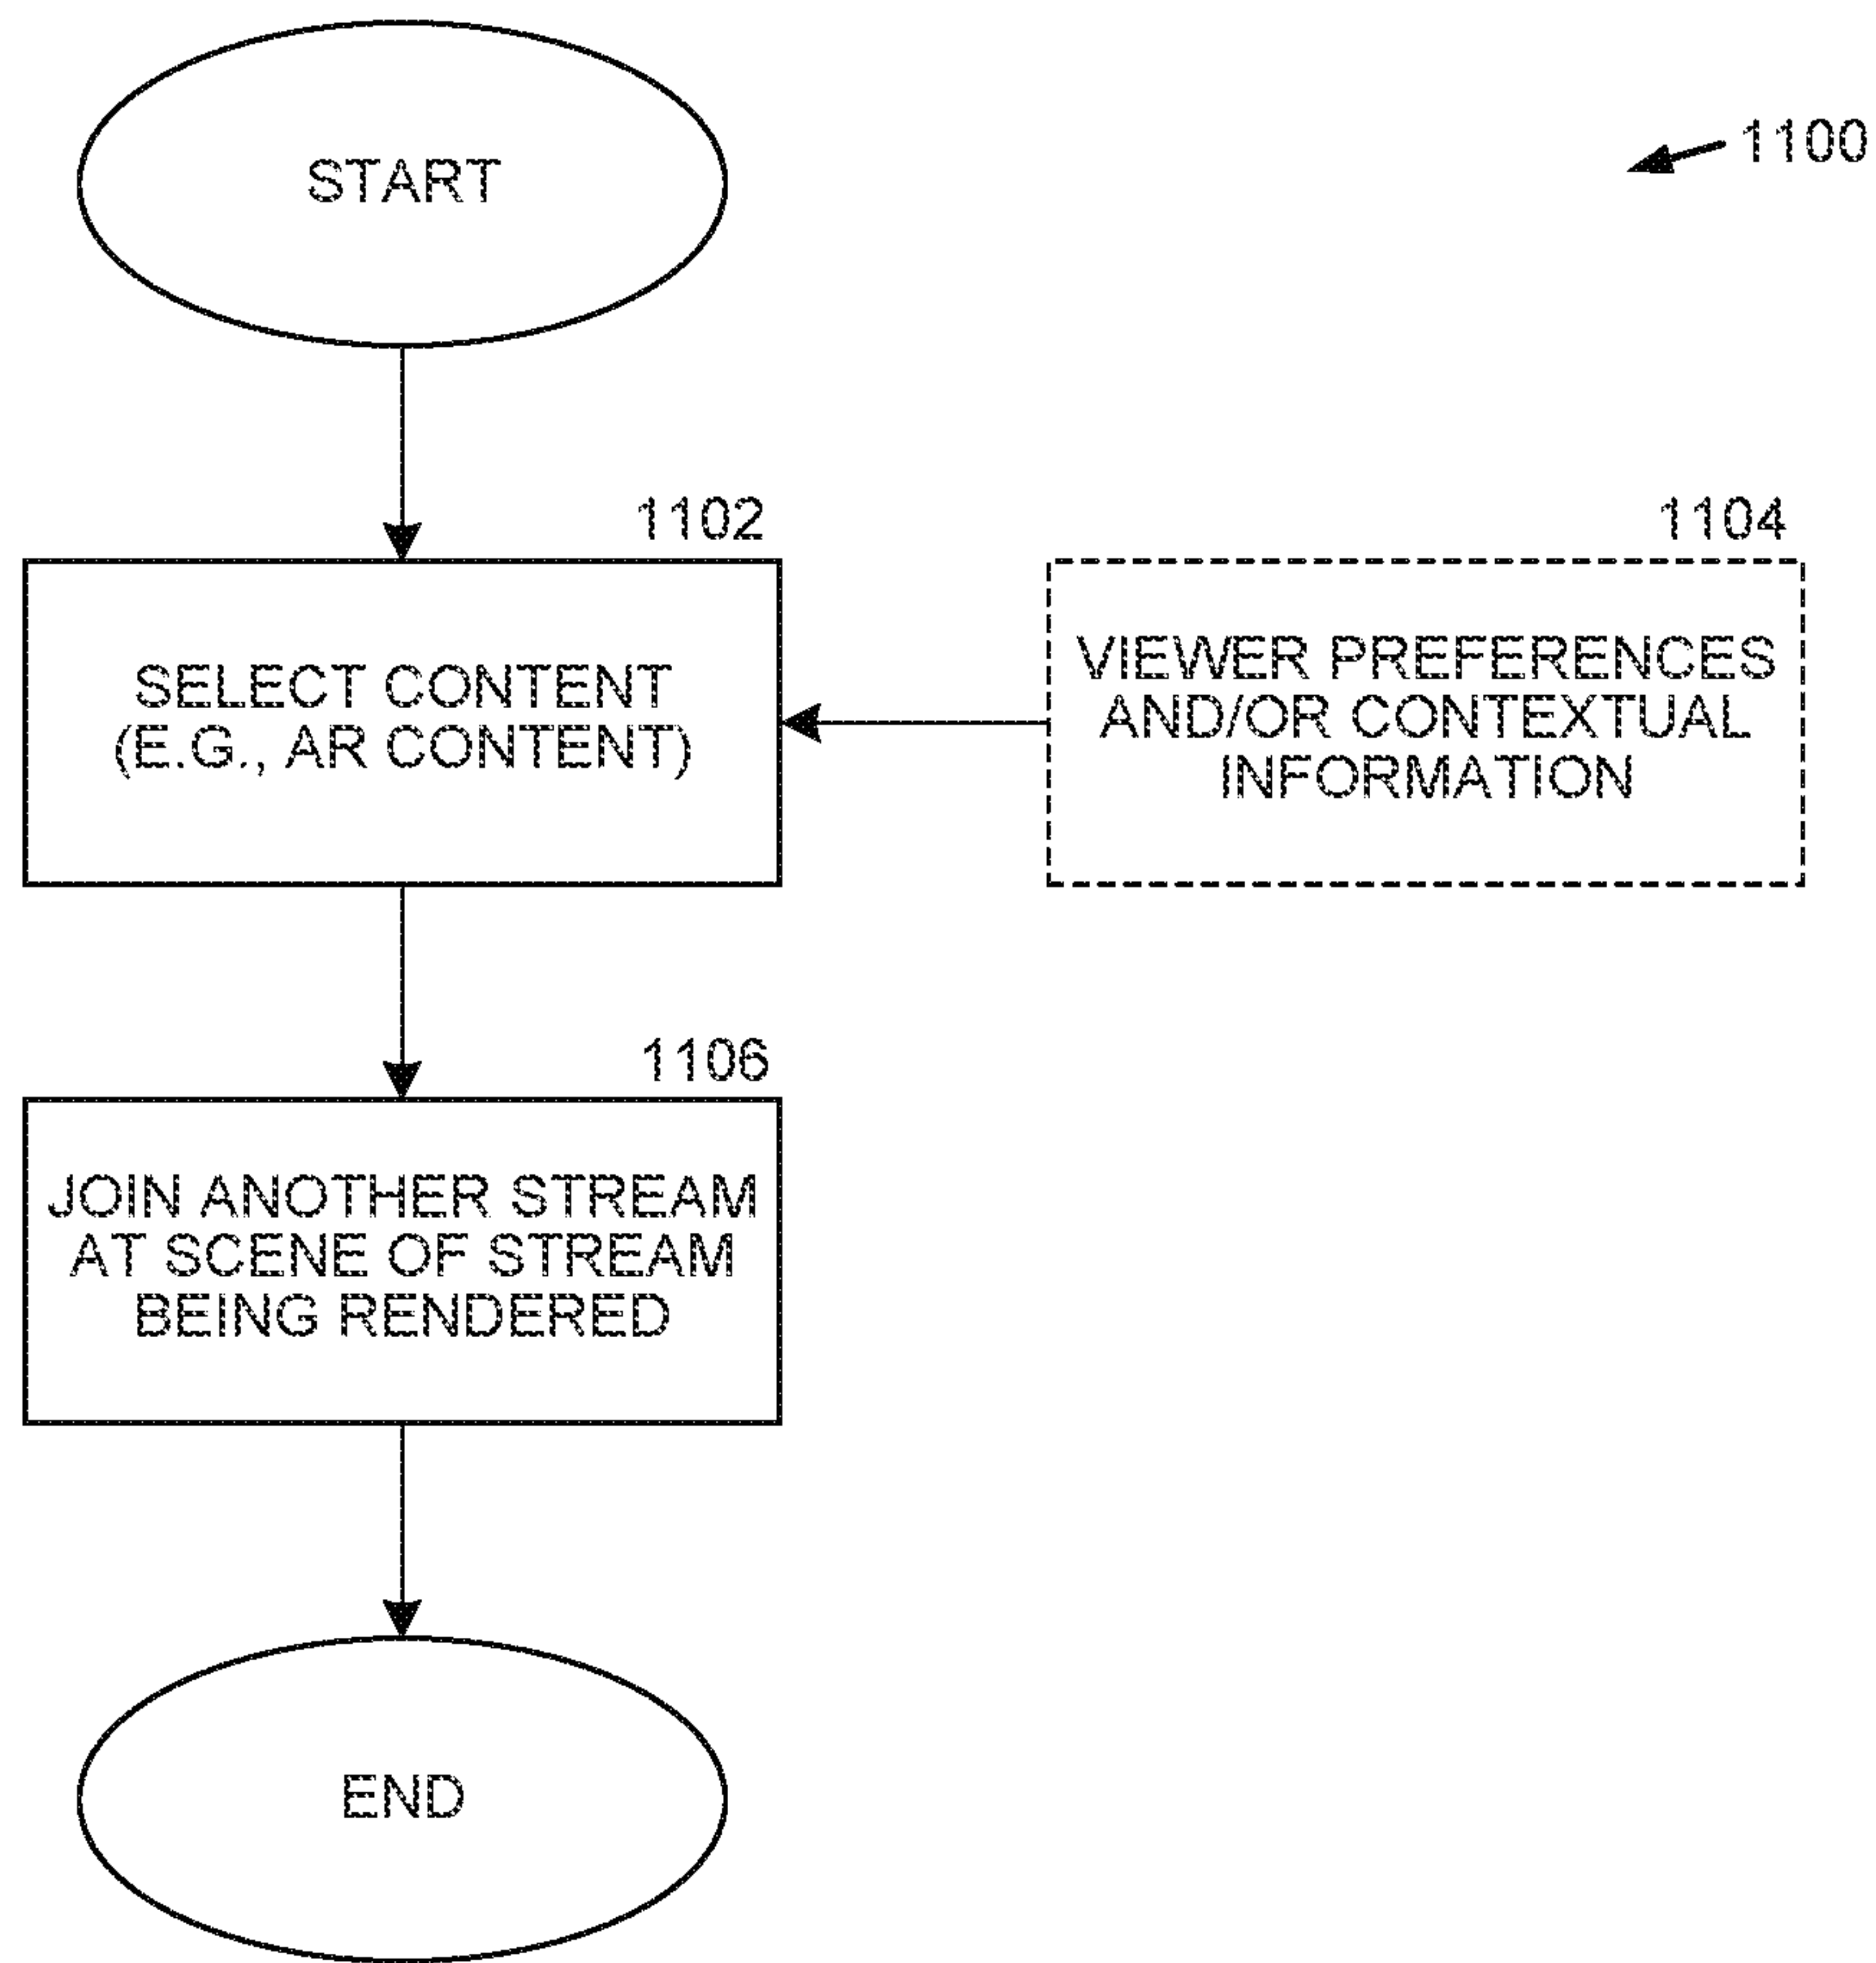 START
1100
1102
SELECT CONTENT
(E.G., AR CONTENT)
1104
VIEWER PREFERENCES
AND/OR CONTEXTUAL
INFORMATION
1106
JOIN ANOTHER STREAM
AT SCENE OF STREAM
BEING RENDERED
END